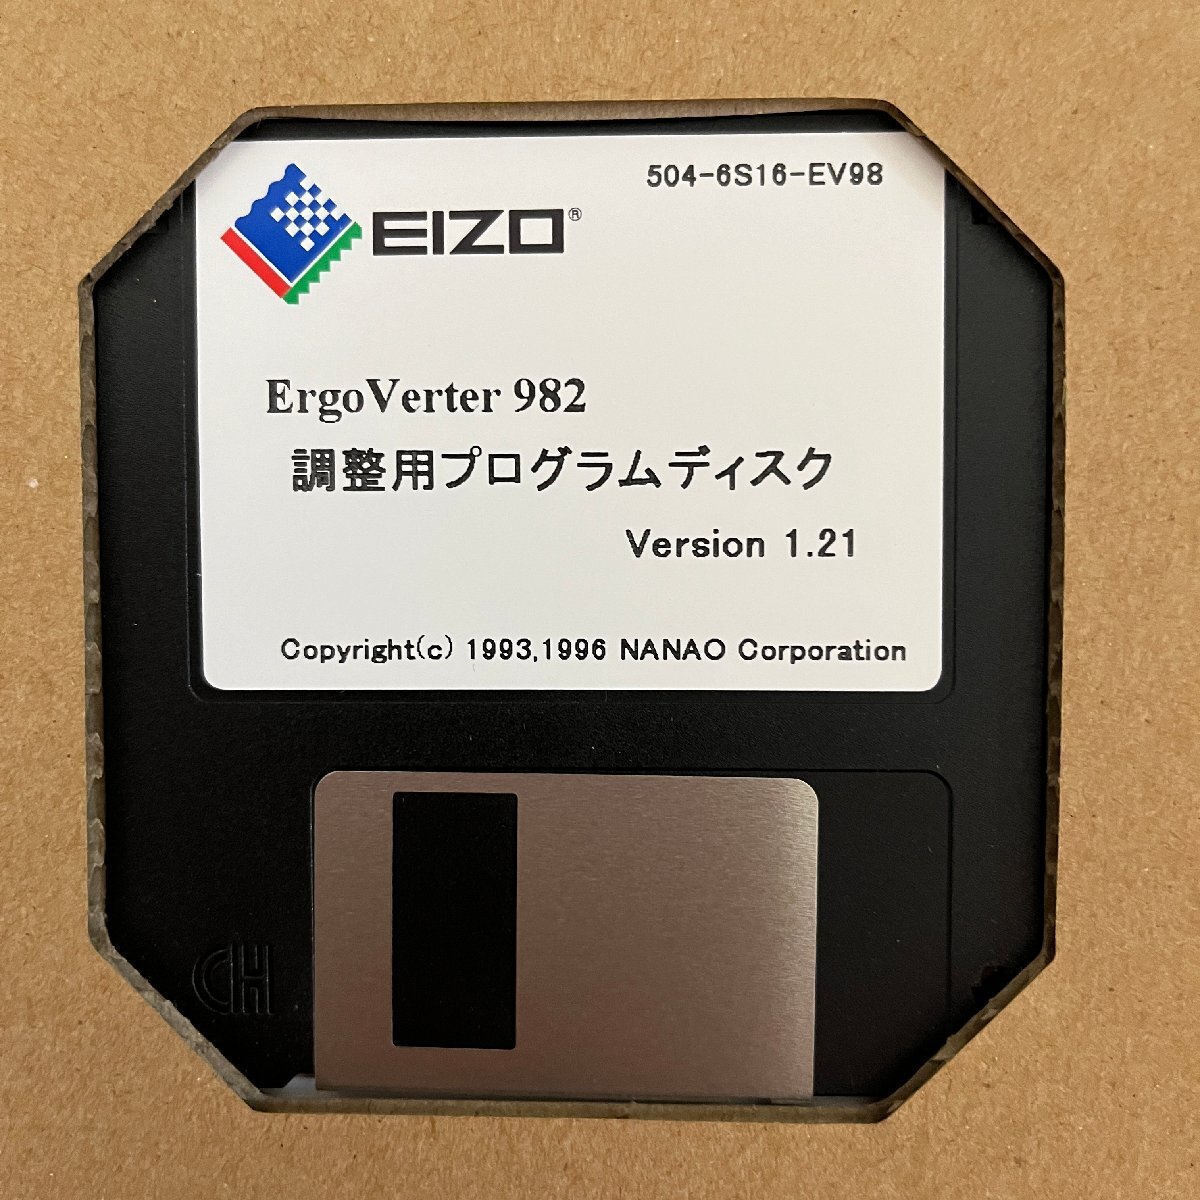 504-6S16-EV98
EIZO®
ErgoVerter 982
調整用プログラムディスク
Version 1.21
Copyright(c) 1993,1996 NANAO Corporation
CH